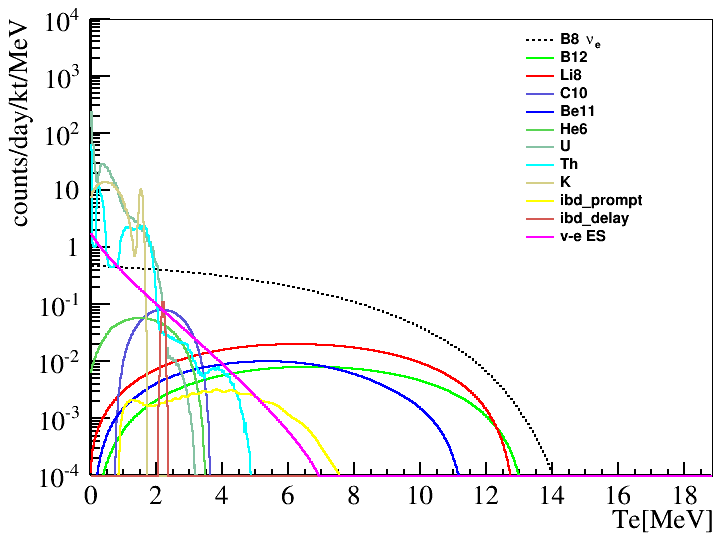 counts/day/kt/MeV
10⁴
10³
10²
10
1
10⁻¹
10⁻²
10⁻³
10⁻⁴
B8 νₑ
B12
Li8
C10
Be11
He6
U
Th
K
ibd_prompt
ibd_delay
v-e ES
0 2 4 6 8 10 12 14 16 18
Te[MeV]